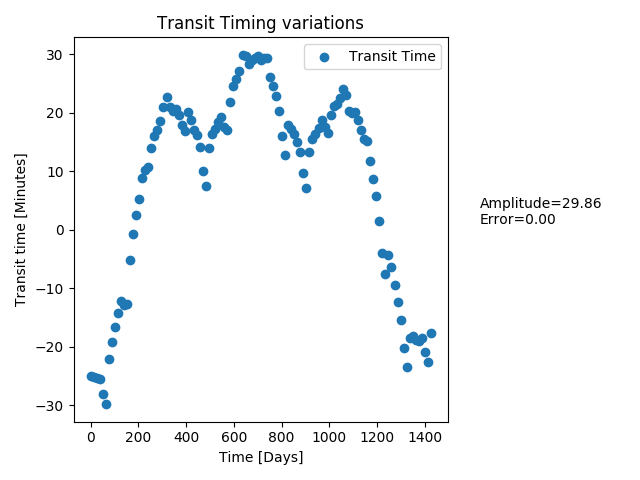 Transit Timing variations
Transit Time
Transit time [Minutes]
30
20
10
0
−10
−20
−30
0
200
400
600
800
1000
1200
1400
Time [Days]
Amplitude=29.86
Error=0.00